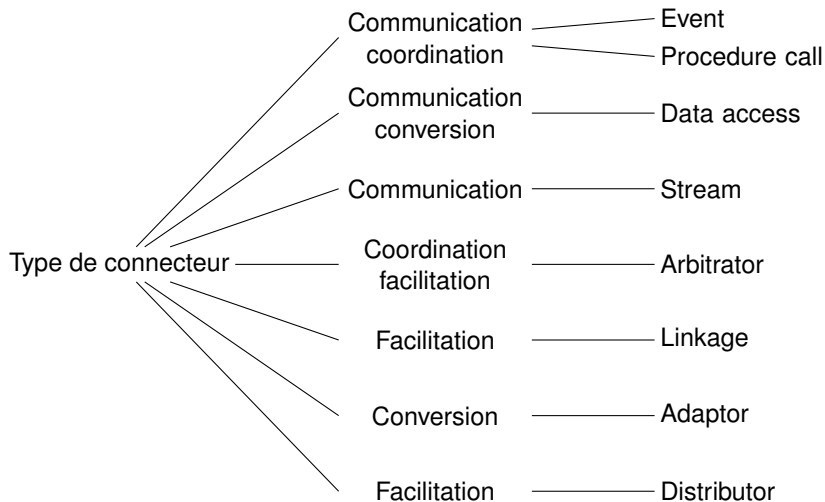 Communication
coordination
Event
Procedure call
Communication
conversion
Data access
Communication
Stream
Type de connecteur
Coordination
facilitation
Arbitrator
Facilitation
Linkage
Conversion
Adaptor
Facilitation
Distributor